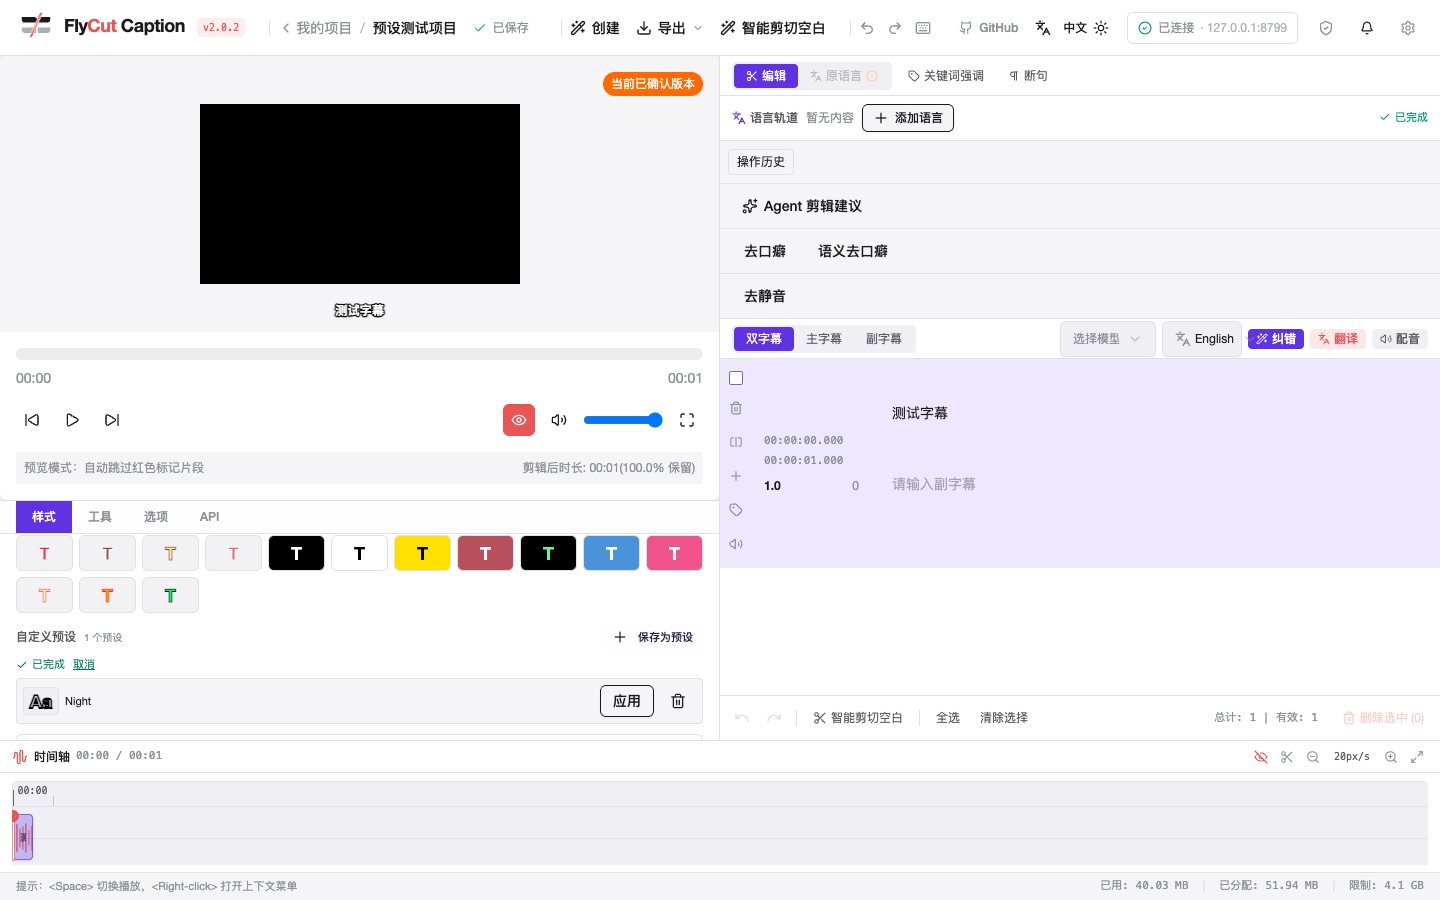 FlyCut Caption v2.0.2 我的项目 / 预设测试项目 已保存 创建 导出 智能剪切空白 GitHub 中文 已连接 · 127.0.0.1:8799
当前已确认版本
测试字幕
00:00 00:01
预览模式：自动跳过红色标记片段 剪辑后时长: 00:01(100.0% 保留)
样式 工具 选项 API
T T T T T T T T T T T
T T T
自定义预设 1 个预设 保存为预设
已完成 取消
Aa Night 应用
编辑 原语言 关键词强调 断句
语言轨道 暂无内容 添加语言 已完成
操作历史
Agent 剪辑建议
去口癖 语义去口癖
去静音
双字幕 主字幕 副字幕 选择模型 English 纠错 翻译 配音
测试字幕
00:00:00.000
00:00:01.000
1.0 0 请输入副字幕
智能剪切空白 全选 清除选择 总计: 1 | 有效: 1 删除选中 (0)
时间轴 00:00 / 00:01 20px/s
00:00
提示: <Space> 切换播放，<Right-click> 打开上下文菜单 已用: 40.03 MB 已分配: 51.94 MB 限制: 4.1 GB